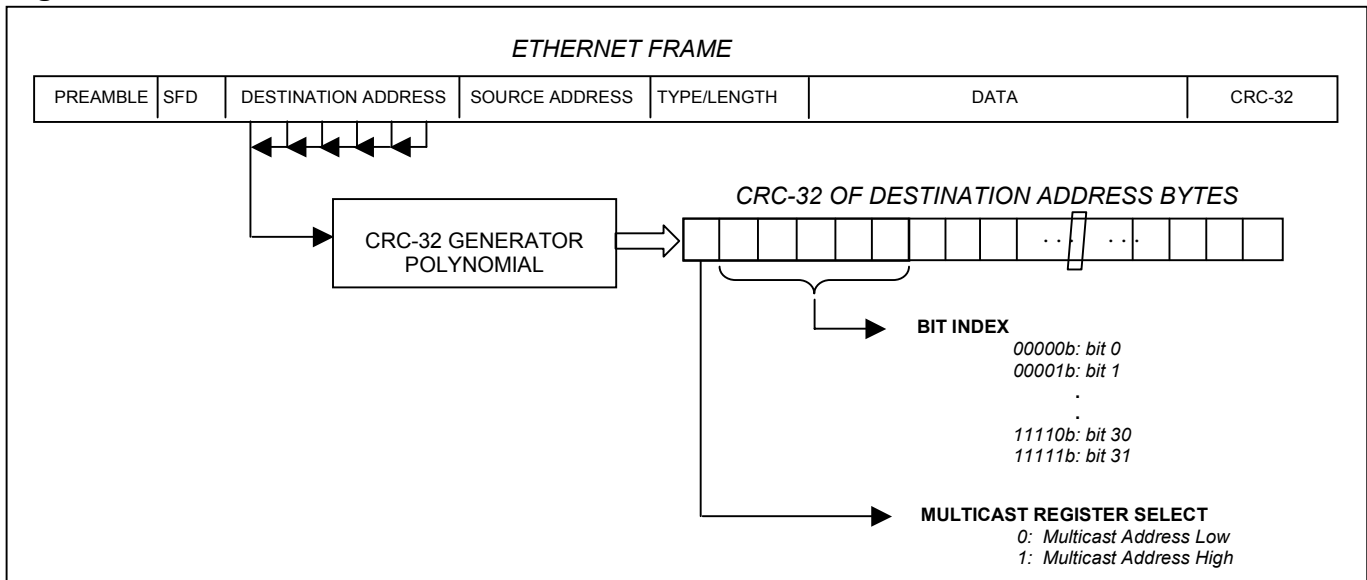 ETHERNET FRAME
PREAMBLE SFD DESTINATION ADDRESS SOURCE ADDRESS TYPE/LENGTH DATA CRC-32
CRC-32 OF DESTINATION ADDRESS BYTES
CRC-32 GENERATOR
POLYNOMIAL
. . . . . .
BIT INDEX
00000b: bit 0
00001b: bit 1
.
.
11110b: bit 30
11111b: bit 31
MULTICAST REGISTER SELECT
0: Multicast Address Low
1: Multicast Address High